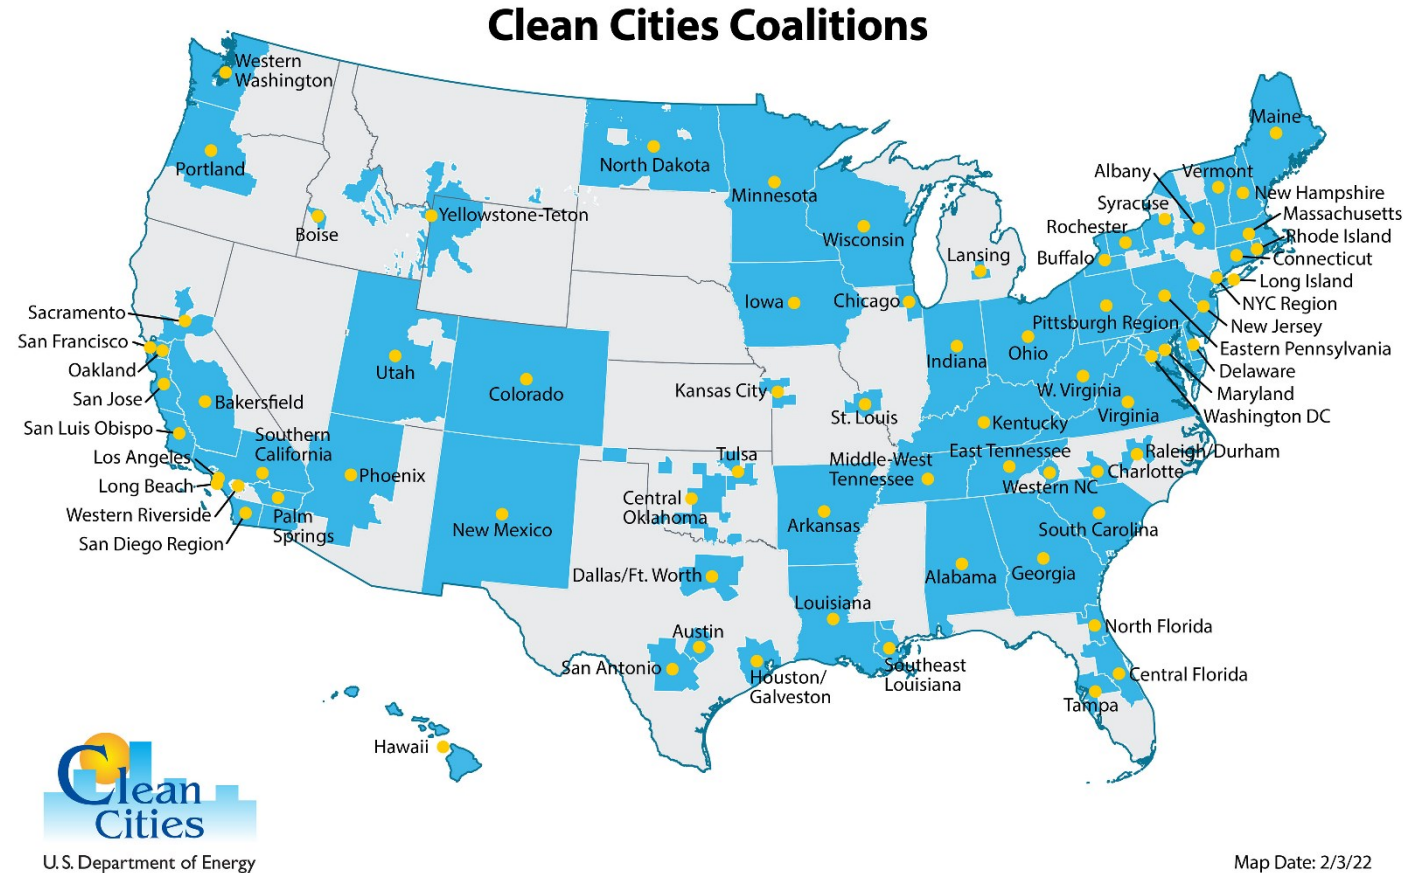 Clean Cities Coalitions
Western
Washington
Portland
Boise
Yellowstone-Teton
North Dakota
Minnesota
Wisconsin
Lansing
Iowa
Chicago
Maine
Albany
Vermont
New Hampshire
Syracuse
Massachusetts
Rochester
Rhode Island
Buffalo
Connecticut
Long Island
NYC Region
New Jersey
Pittsburgh Region
Eastern Pennsylvania
Delaware
Maryland
Washington DC
Indiana
Ohio
W. Virginia
Virginia
Kentucky
Sacramento
San Francisco
Oakland
San Jose
San Luis Obispo
Los Angeles
Long Beach
Western Riverside
San Diego Region
Bakersfield
Southern
California
Palm
Springs
Utah
Colorado
Phoenix
New Mexico
Kansas City
St. Louis
Tulsa
Central
Oklahoma
Middle-West
Tennessee
East Tennessee
Raleigh/Durham
Charlotte
Western NC
Arkansas
South Carolina
Dallas/Ft. Worth
Alabama
Georgia
Louisiana
Austin
San Antonio
Houston/
Galveston
Southeast
Louisiana
North Florida
Central Florida
Tampa
Hawaii
Clean
Cities
U.S. Department of Energy
Map Date: 2/3/22